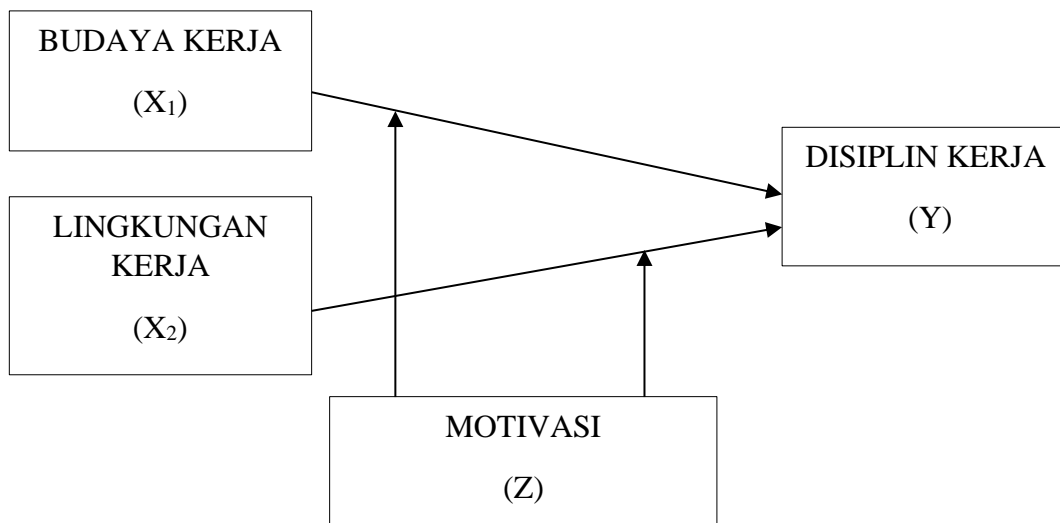 BUDAYA KERJA
(X₁)
LINGKUNGAN
KERJA
(X₂)
DISIPLIN KERJA
(Y)
MOTIVASI
(Z)